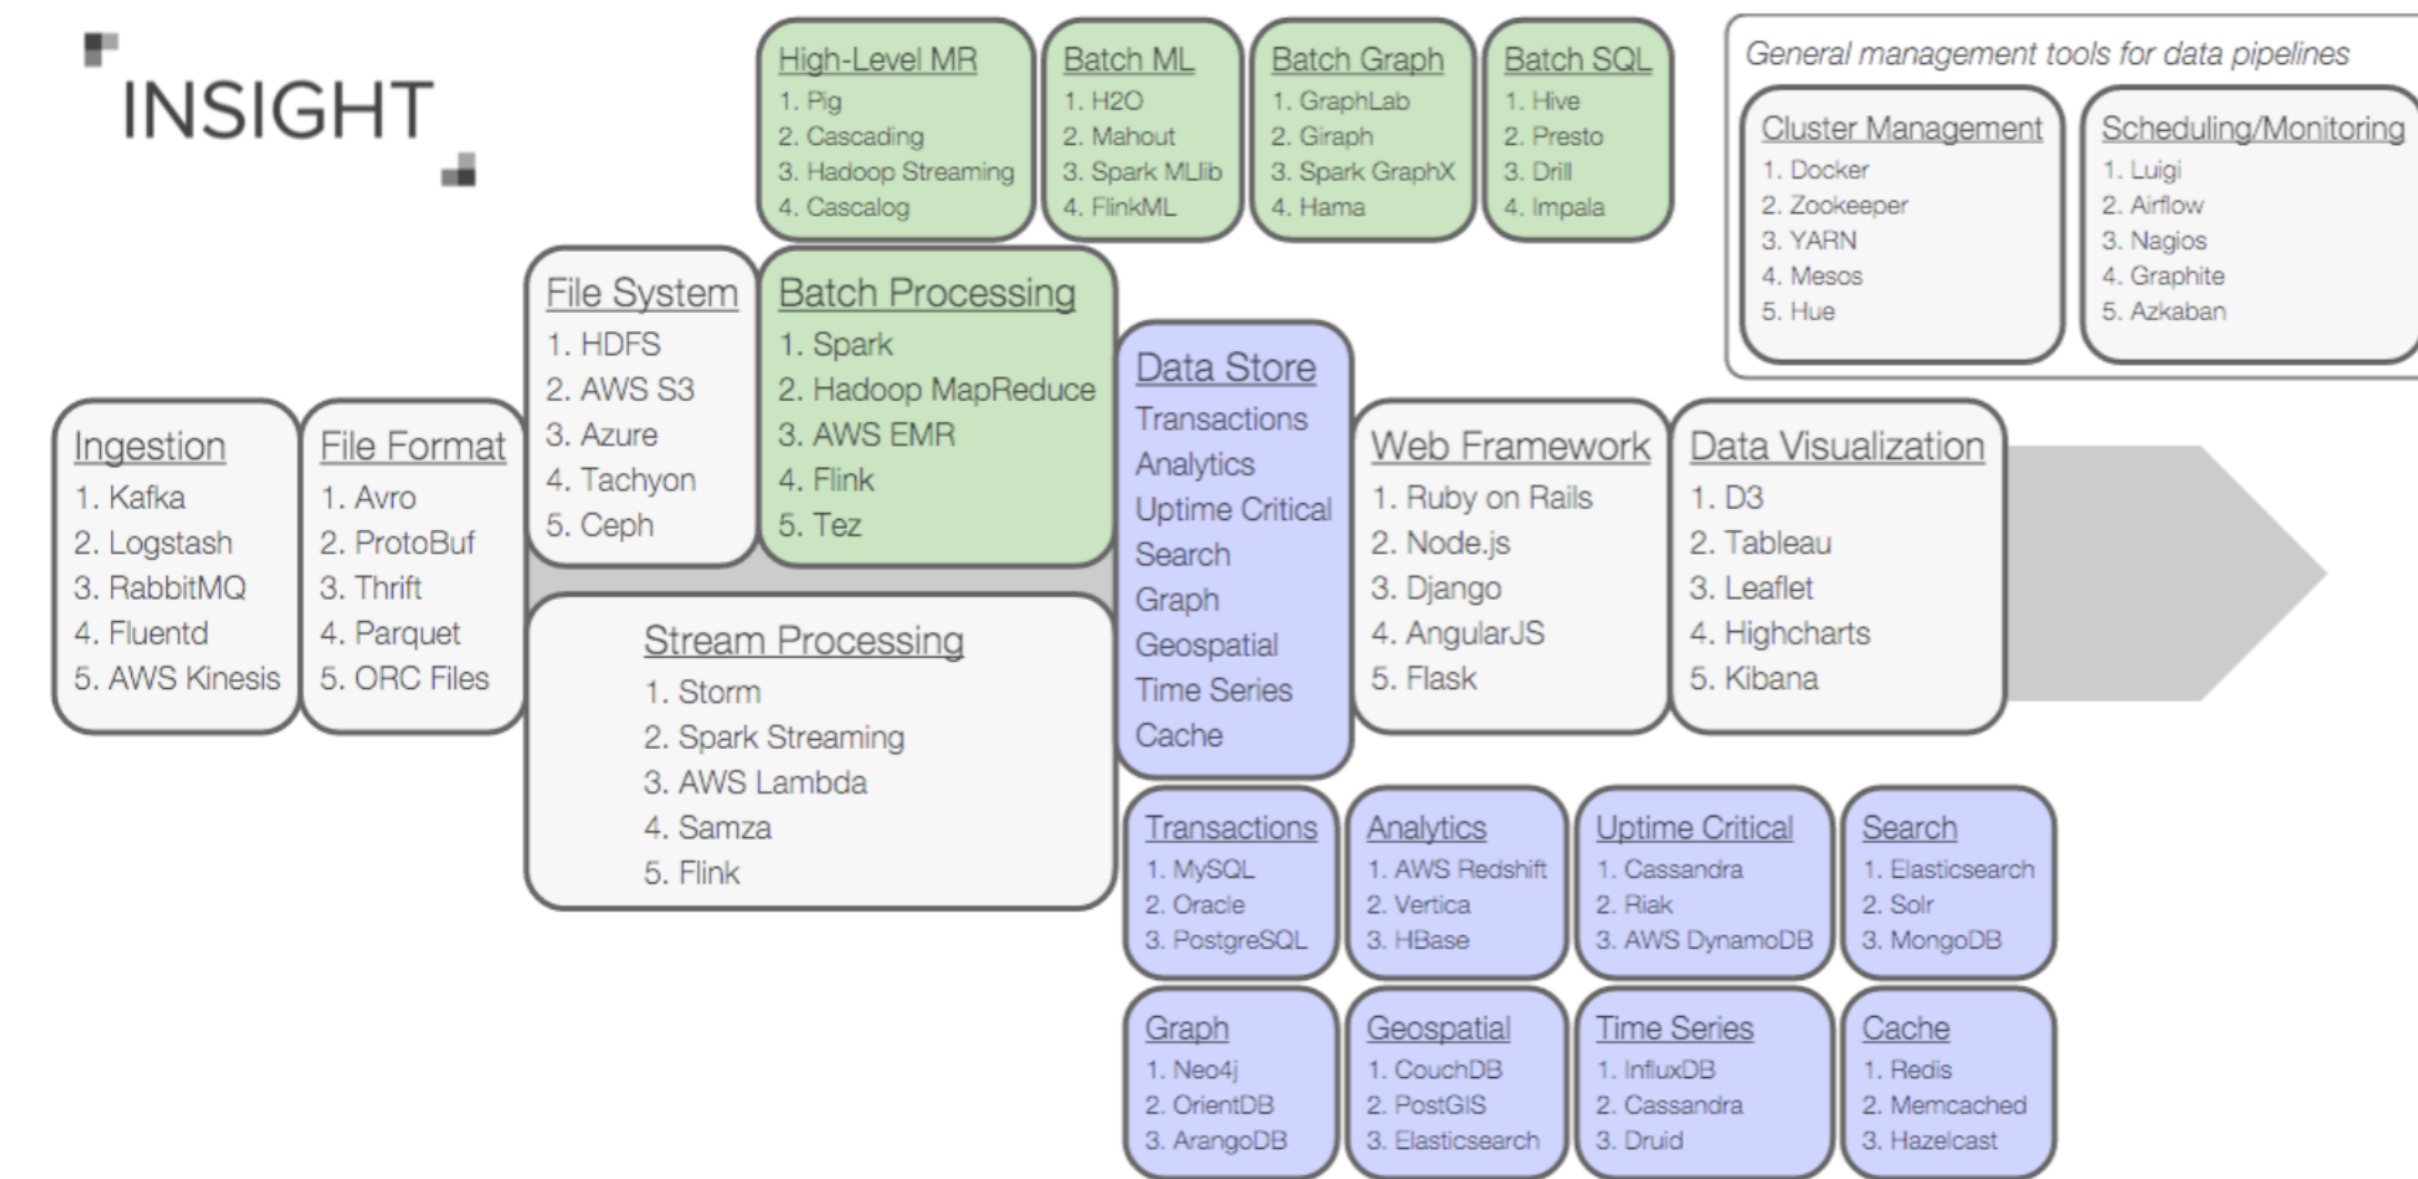 INSIGHT
High-Level MR
1. Pig
2. Cascading
3. Hadoop Streaming
4. Cascalog
Batch ML
1. H2O
2. Mahout
3. Spark MLlib
4. FlinkML
Batch Graph
1. GraphLab
2. Giraph
3. Spark GraphX
4. Hama
Batch SQL
1. Hive
2. Presto
3. Drill
4. Impala
General management tools for data pipelines
Cluster Management
1. Docker
2. Zookeeper
3. YARN
4. Mesos
5. Hue
Scheduling/Monitoring
1. Luigi
2. Airflow
3. Nagios
4. Graphite
5. Azkaban
Ingestion
1. Kafka
2. Logstash
3. RabbitMQ
4. Fluentd
5. AWS Kinesis
File Format
1. Avro
2. ProtoBuf
3. Thrift
4. Parquet
5. ORC Files
File System
1. HDFS
2. AWS S3
3. Azure
4. Tachyon
5. Ceph
Batch Processing
1. Spark
2. Hadoop MapReduce
3. AWS EMR
4. Flink
5. Tez
Stream Processing
1. Storm
2. Spark Streaming
3. AWS Lambda
4. Samza
5. Flink
Data Store
Transactions
Analytics
Uptime Critical
Search
Graph
Geospatial
Time Series
Cache
Web Framework
1. Ruby on Rails
2. Node.js
3. Django
4. AngularJS
5. Flask
Data Visualization
1. D3
2. Tableau
3. Leaflet
4. Highcharts
5. Kibana
Transactions
1. MySQL
2. Oracle
3. PostgreSQL
Analytics
1. AWS Redshift
2. Vertica
3. HBase
Uptime Critical
1. Cassandra
2. Riak
3. AWS DynamoDB
Search
1. Elasticsearch
2. Solr
3. MongoDB
Graph
1. Neo4j
2. OrientDB
3. ArangoDB
Geospatial
1. CouchDB
2. PostGIS
3. Elasticsearch
Time Series
1. InfluxDB
2. Cassandra
3. Druid
Cache
1. Redis
2. Memcached
3. Hazelcast